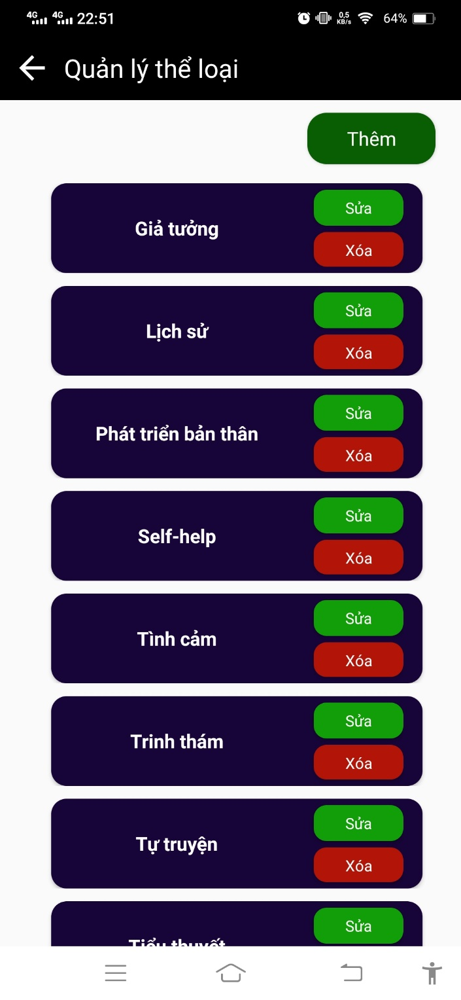 4G 4G 22:51 0,5 KB/s 64%
Quản lý thể loại
Thêm
Giả tưởng
Sửa
Xóa
Lịch sử
Sửa
Xóa
Phát triển bản thân
Sửa
Xóa
Self-help
Sửa
Xóa
Tình cảm
Sửa
Xóa
Trinh thám
Sửa
Xóa
Tự truyện
Sửa
Xóa
Tiểu thuyết
Sửa